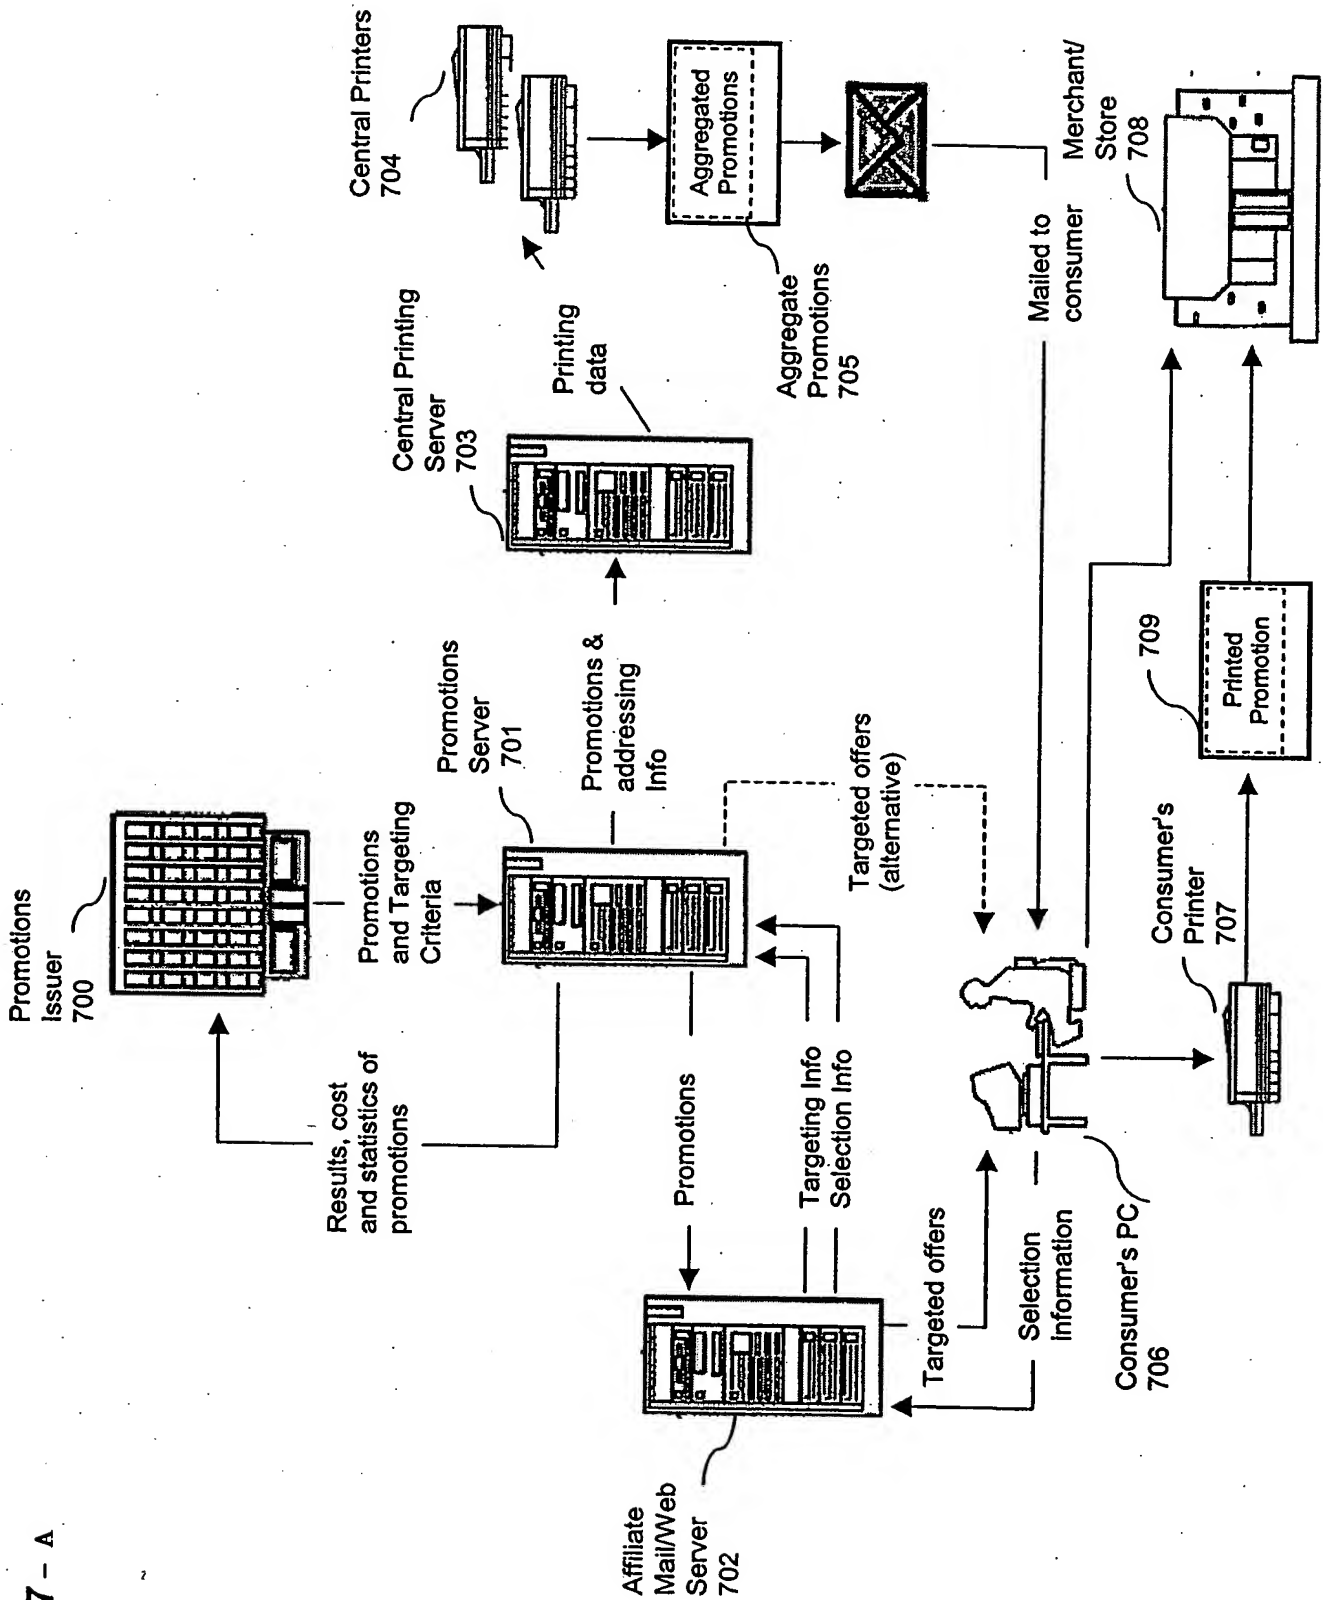 7 - A
Promotions
Issuer
700
Results, cost
and statistics of
promotions
Promotions
and Targeting
Criteria
Promotions
Server
701
Promotions &
addressing
Info
Central Printing
Server
703
Printing
data
Central Printers
704
Aggregated
Promotions
Aggregate
Promotions
705
Mailed to
consumer
Merchant/
Store
708
Affiliate
Mail/Web
Server
702
Promotions
Targeting Info
Selection Info
Targeted offers
(alternative)
Targeted offers
Selection
information
Consumer's PC
706
Consumer's
Printer
707
Printed
Promotion
709